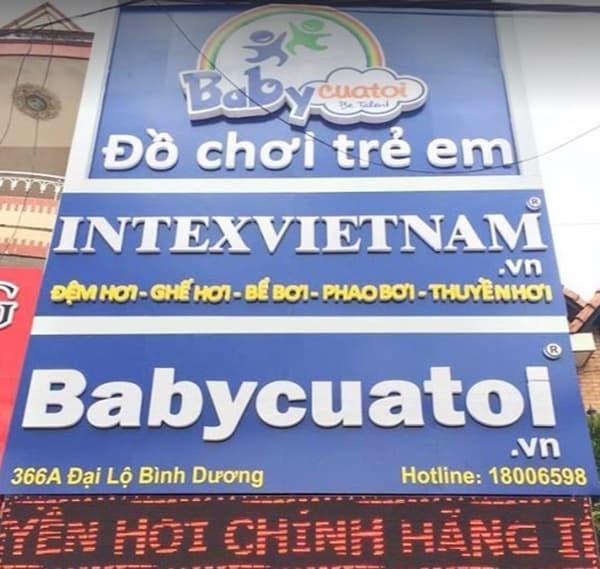 Baby cuatoi
Be Talent
Đồ chơi trẻ em
INTEXVIETNAM®
.vn
ĐỆM HƠI - GHẾ HƠI - BỂ BƠI - PHAO BƠI - THUYỀN HƠI
Babycuatoi®
.vn
366A Đại Lộ Bình Dương Hotline: 18006598
YỀN HƠI CHÍNH HÃNG I
G